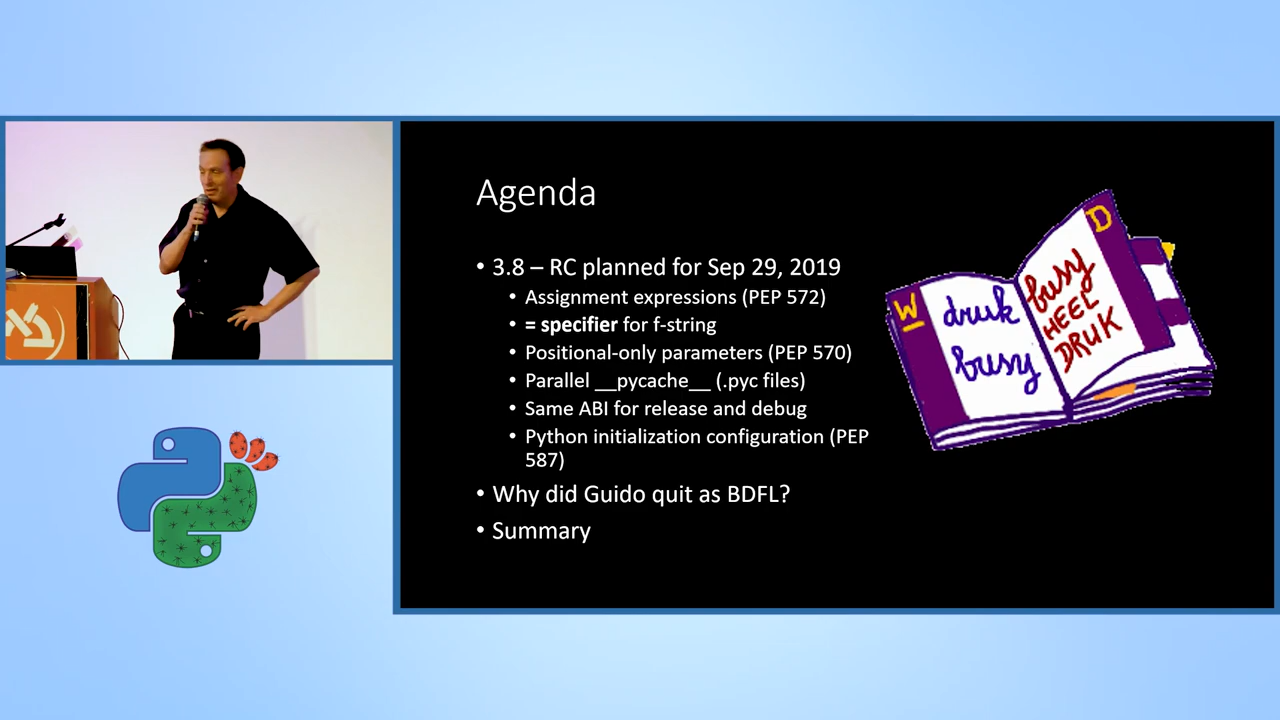 Agenda
• 3.8 – RC planned for Sep 29, 2019
• Assignment expressions (PEP 572)
• = specifier for f-string
• Positional-only parameters (PEP 570)
• Parallel __pycache__ (.pyc files)
• Same ABI for release and debug
• Python initialization configuration (PEP
587)
• Why did Guido quit as BDFL?
• Summary
W
druk
busy
D
busy
HEEL
DRUK